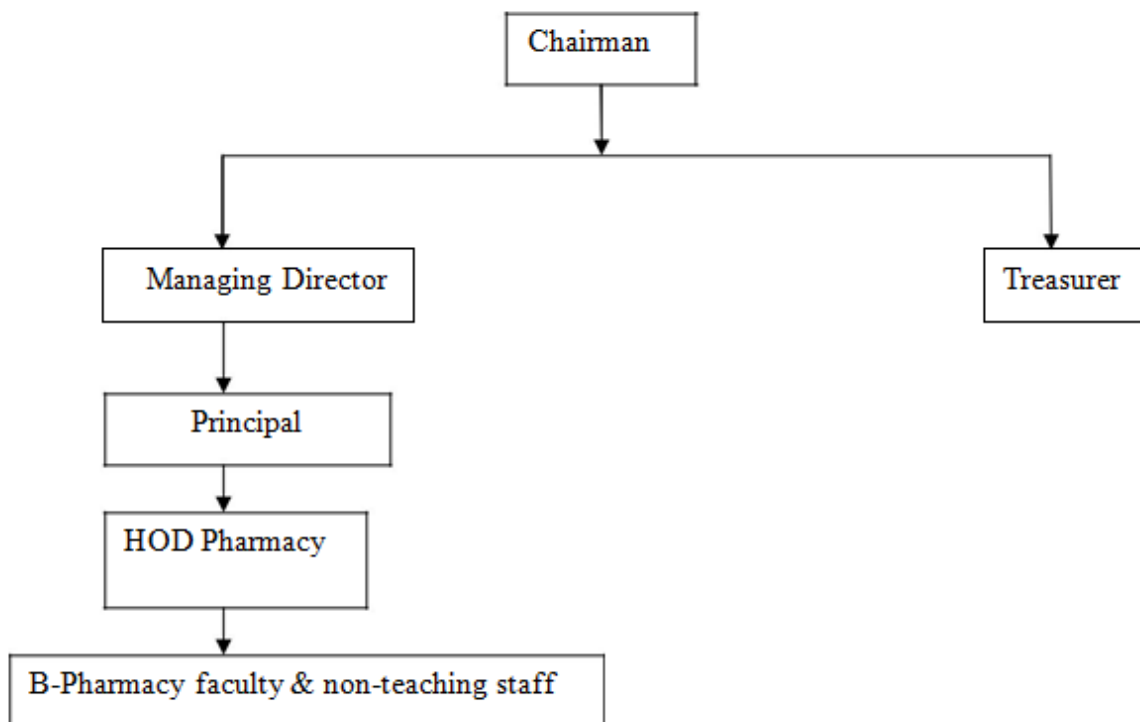 Chairman
Managing Director
Treasurer
Principal
HOD Pharmacy
B-Pharmacy faculty & non-teaching staff